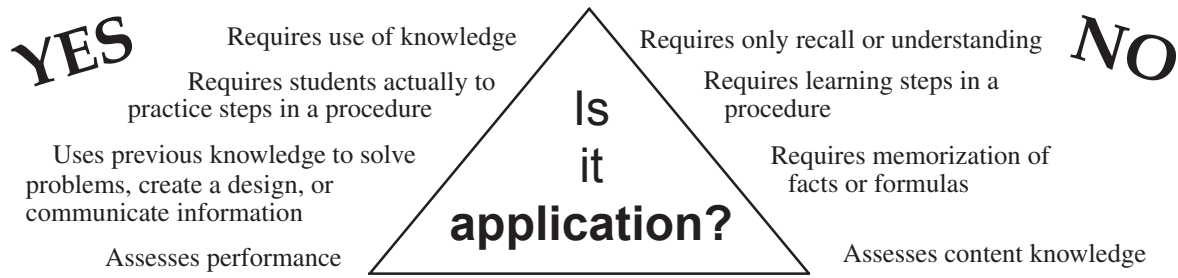 YES
Requires use of knowledge
Requires students actually to
practice steps in a procedure
Uses previous knowledge to solve
problems, create a design, or
communicate information
Assesses performance
Is
it
application?
NO
Requires only recall or understanding
Requires learning steps in a
procedure
Requires memorization of
facts or formulas
Assesses content knowledge